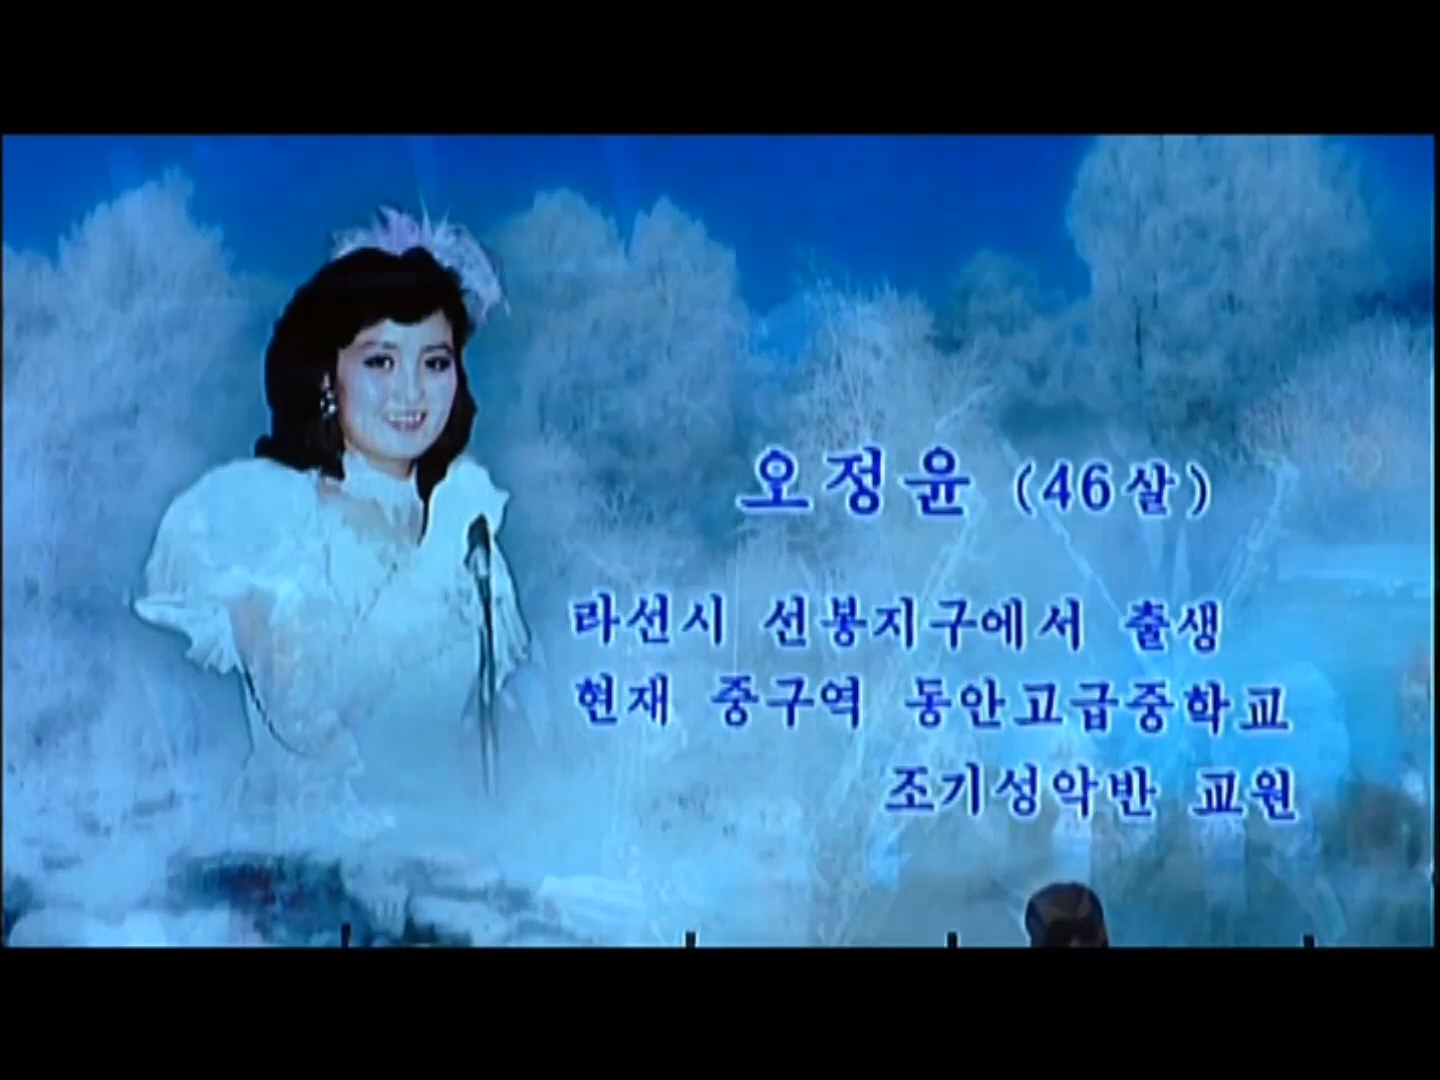 오정윤 (46살)
라선시 선봉지구에서 출생
현재 중구역 동안고급중학교
조기성악반 교원